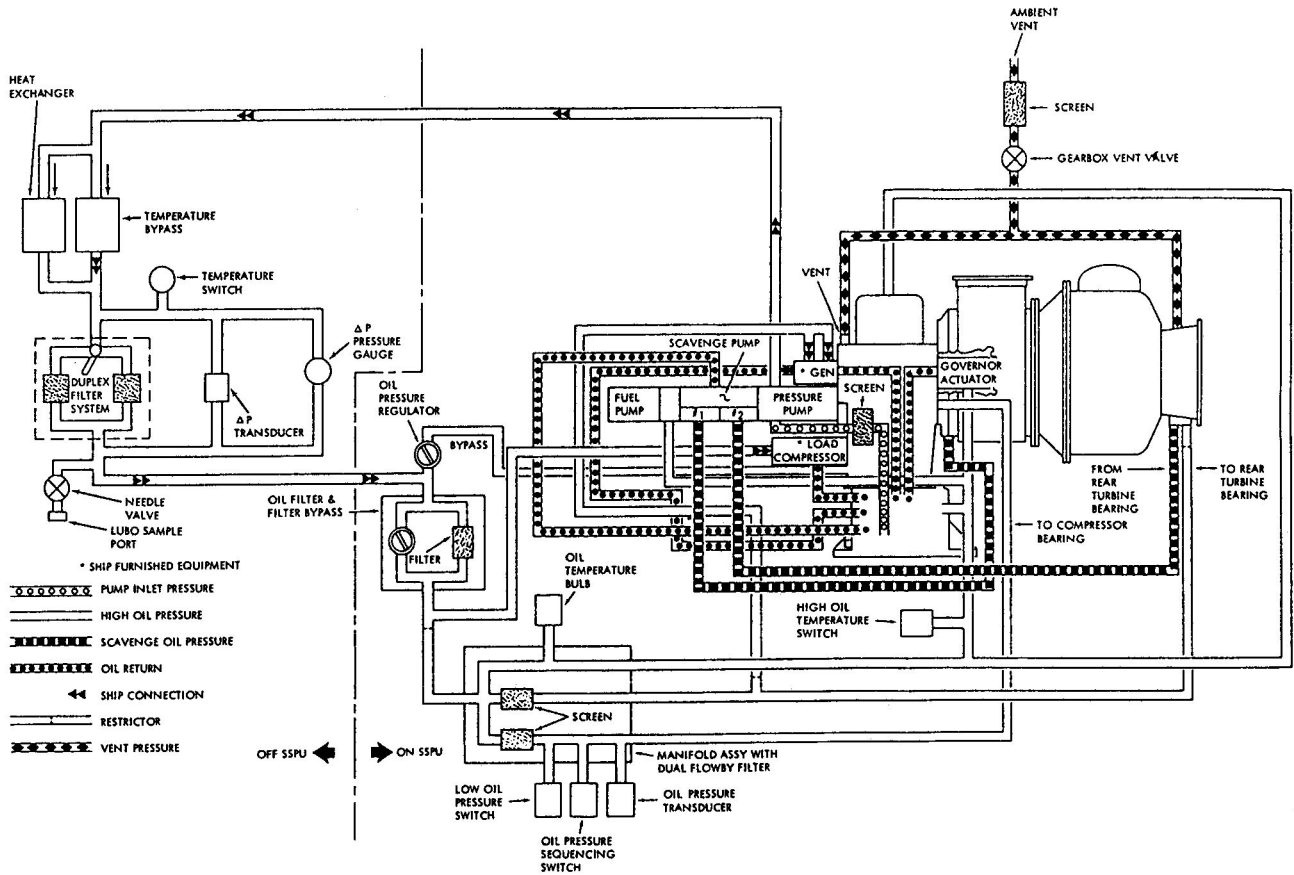 AMBIENT
VENT
SCREEN
GEARBOX VENT VALVE
HEAT
EXCHANGER
TEMPERATURE
BYPASS
TEMPERATURE
SWITCH
Δ P
PRESSURE
GAUGE
DUPLEX
FILTER
SYSTEM
Δ P
TRANSDUCER
NEEDLE
VALVE
LUBO SAMPLE
PORT
OIL
PRESSURE
REGULATOR
BYPASS
OIL FILTER &
FILTER BYPASS
FILTER
VENT
SCAVENGE PUMP
* GEN
SCREEN
GOVERNOR
ACTUATOR
FUEL
PUMP
# 1
# 2
PRESSURE
PUMP
* LOAD
COMPRESSOR
FROM
REAR
TURBINE
BEARING
TO REAR
TURBINE
BEARING
TO COMPRESSOR
BEARING
OIL
TEMPERATURE
BULB
HIGH OIL
TEMPERATURE
SWITCH
SCREEN
MANIFOLD ASSY WITH
DUAL FLOWBY FILTER
LOW OIL
PRESSURE
SWITCH
OIL PRESSURE
SEQUENCING
SWITCH
OIL PRESSURE
TRANSDUCER
* SHIP FURNISHED EQUIPMENT
PUMP INLET PRESSURE
HIGH OIL PRESSURE
SCAVENGE OIL PRESSURE
OIL RETURN
SHIP CONNECTION
RESTRICTOR
VENT PRESSURE
OFF SSPU
ON SSPU